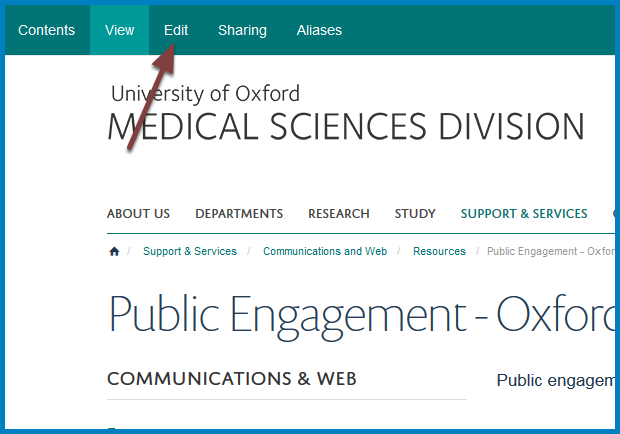 Contents View Edit Sharing Aliases
University of Oxford
MEDICAL SCIENCES DIVISION
ABOUT US DEPARTMENTS RESEARCH STUDY SUPPORT & SERVICES
Support & Services / Communications and Web / Resources / Public Engagement - Oxfor
Public Engagement - Oxford
COMMUNICATIONS & WEB
Public engagem